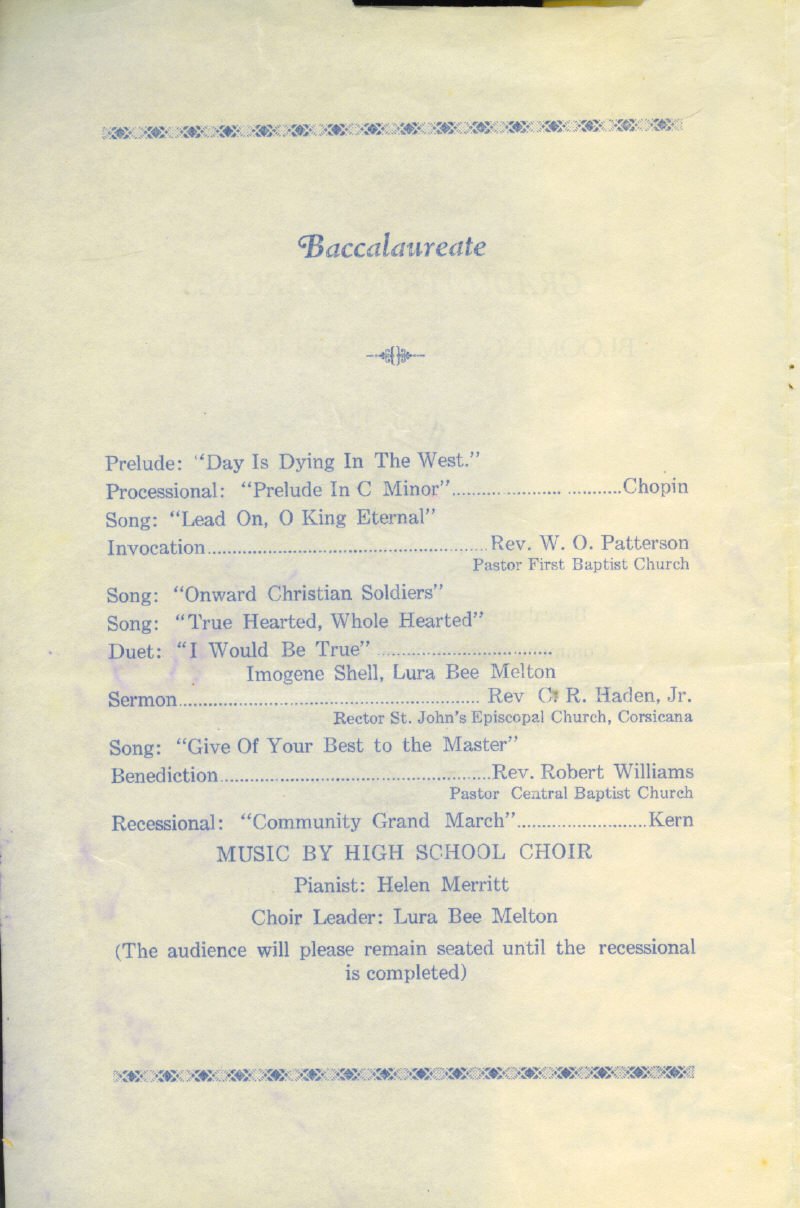 Baccalaureate
Prelude: "Day Is Dying In The West."
Processional: "Prelude In C Minor"..........................................Chopin
Song: "Lead On, O King Eternal"
Invocation..................................................Rev. W. O. Patterson
Pastor First Baptist Church
Song: "Onward Christian Soldiers"
Song: "True Hearted, Whole Hearted"
Duet: "I Would Be True" ..................................
Imogene Shell, Lura Bee Melton
Sermon...................................................... Rev C. R. Haden, Jr.
Rector St. John's Episcopal Church, Corsicana
Song: "Give Of Your Best to the Master"
Benediction..................................................Rev. Robert Williams
Pastor Central Baptist Church
Recessional: "Community Grand March".........................Kern
MUSIC BY HIGH SCHOOL CHOIR
Pianist: Helen Merritt
Choir Leader: Lura Bee Melton
(The audience will please remain seated until the recessional
is completed)